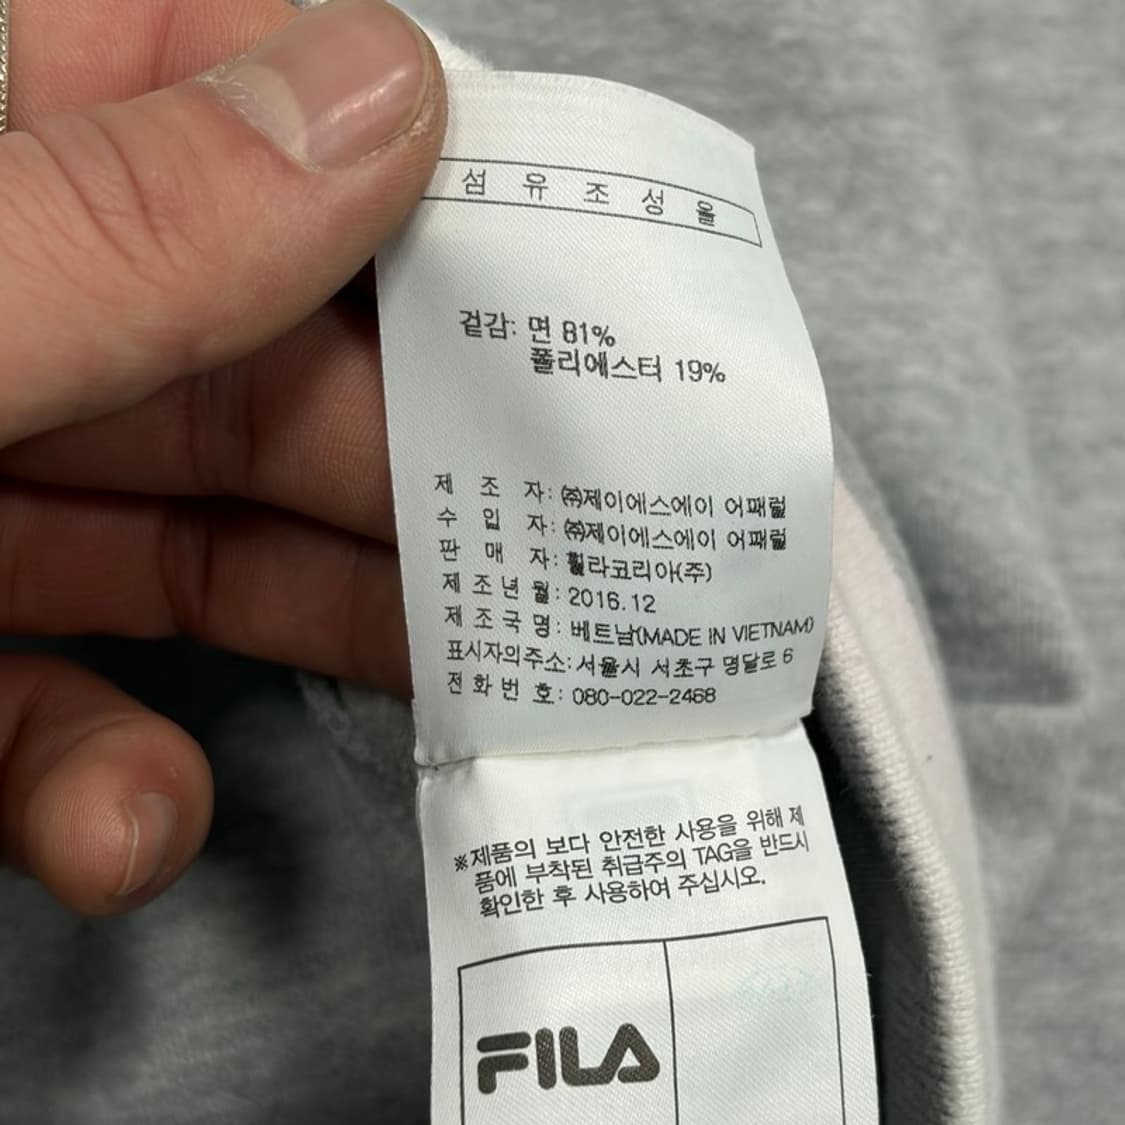 섬 유 조 성 율
겉감: 면 81%
폴리에스터 19%
제 조 자: ㈜제이에스에이 어패럴
수 입 자: ㈜제이에스에이 어패럴
판 매 자: 휠라코리아(주)
제조년월: 2016.12
제조국명: 베트남(MADE IN VIETNAM)
표시자의주소: 서울시 서초구 명달로 6
전화번호: 080-022-2468
※제품의 보다 안전한 사용을 위해 제
품에 부착된 취급주의 TAG을 반드시
확인한 후 사용하여 주십시오.
FILA